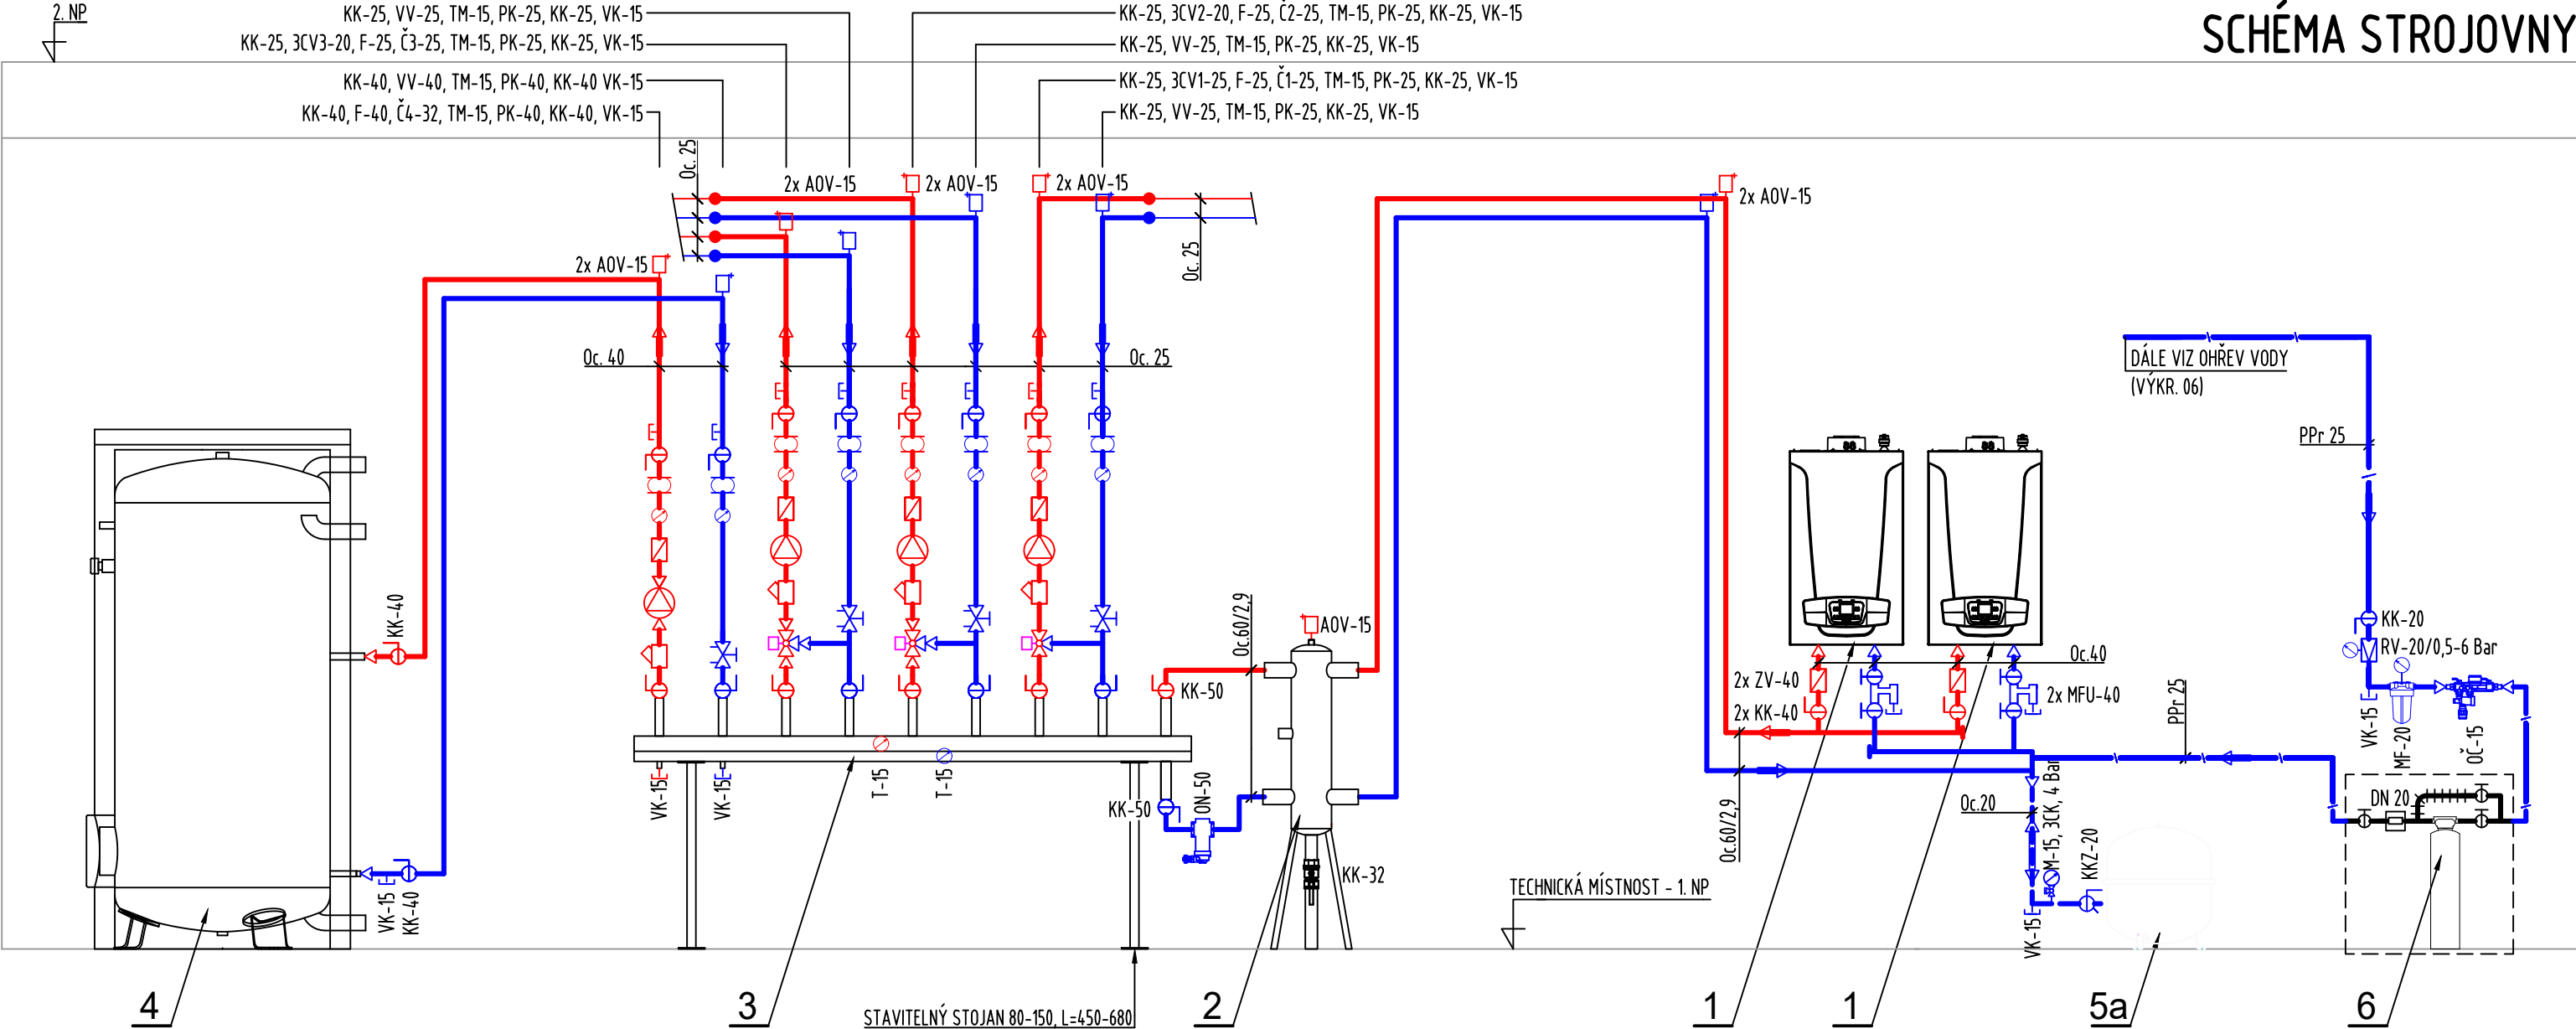 SCHÉMA STROJOVNY
2. NP
KK-25, VV-25, TM-15, PK-25, KK-25, VK-15
KK-25, 3CV3-20, F-25, Č3-25, TM-15, PK-25, KK-25, VK-15
KK-40, VV-40, TM-15, PK-40, KK-40 VK-15
KK-40, F-40, Č4-32, TM-15, PK-40, KK-40, VK-15
KK-25, 3CV2-20, F-25, Č2-25, TM-15, PK-25, KK-25, VK-15
KK-25, VV-25, TM-15, PK-25, KK-25, VK-15
KK-25, 3CV1-25, F-25, Č1-25, TM-15, PK-25, KK-25, VK-15
KK-25, VV-25, TM-15, PK-25, KK-25, VK-15
Oc. 25
2x AOV-15
2x AOV-15
2x AOV-15
2x AOV-15
2x AOV-15
Oc. 25
Oc. 40
Oc. 25
DÁLE VIZ OHŘEV VODY
(VÝKR. 06)
PPr 25
KK-40
Oc.60/2,9
AOV-15
KK-20
RV-20/0,5-6 Bar
Oc.40
2x ZV-40
2x KK-40
2x MFU-40
KK-50
PPr 25
VK-15
MF-20
OČ-15
VK-15
VK-15
T-15
T-15
KK-50
ON-50
Oc.60/2,9
Oc.20
M-15, 3CK, 4 Bar
KKZ-20
DN 20
KK-32
VK-15
KK-40
TECHNICKÁ MÍSTNOST - 1. NP
VK-15
STAVITELNÝ STOJAN 80-150, L=450-680
4
3
2
1
1
5a
6